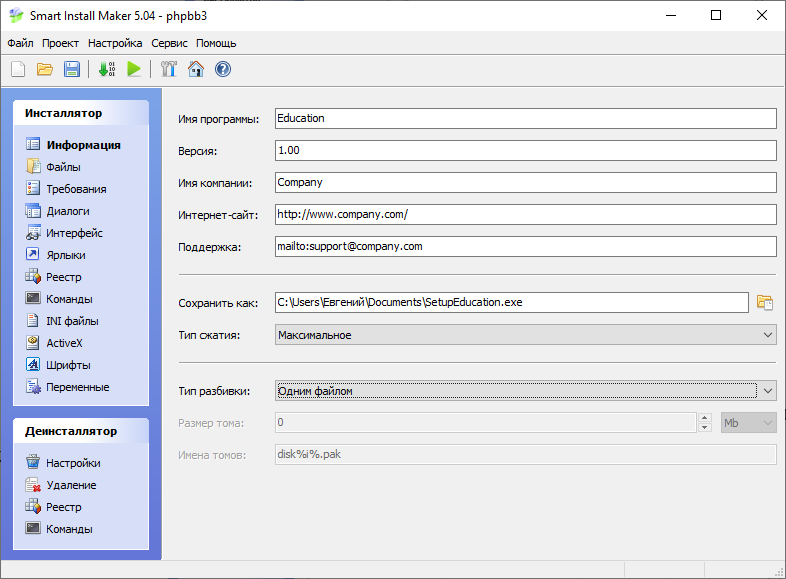 Smart Install Maker 5.04 - phpbb3
Файл Проект Настройка Сервис Помощь
Инсталлятор
Информация
Файлы
Требования
Диалоги
Интерфейс
Ярлыки
Реестр
Команды
INI файлы
ActiveX
Шрифты
Переменные
Деинсталлятор
Настройки
Удаление
Реестр
Команды
Имя программы: Education
Версия: 1.00
Имя компании: Company
Интернет-сайт: http://www.company.com/
Поддержка: mailto:support@company.com
Сохранить как: C:\Users\Евгений\Documents\SetupEducation.exe
Тип сжатия: Максимальное
Тип разбивки: Одним файлом
Размер тома: 0 Mb
Имена томов: disk%i%.pak